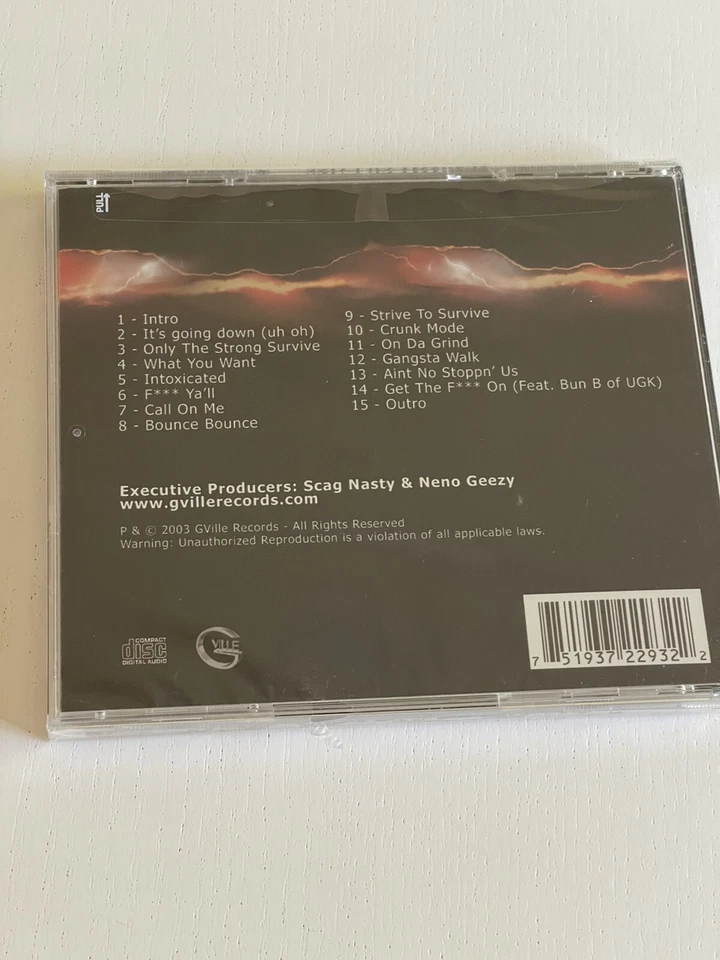 PULL
1 - Intro
2 - It's going down (uh oh)
3 - Only The Strong Survive
4 - What You Want
5 - Intoxicated
6 - F*** Ya'll
7 - Call On Me
8 - Bounce Bounce
9 - Strive To Survive
10 - Crunk Mode
11 - On Da Grind
12 - Gangsta Walk
13 - Aint No Stoppn' Us
14 - Get The F*** On (Feat. Bun B of UGK)
15 - Outro
Executive Producers: Scag Nasty & Neno Geezy
www.gvillerecords.com
P & © 2003 GVille Records - All Rights Reserved
Warning: Unauthorized Reproduction is a violation of all applicable laws.
COMPACT
disc
DIGITAL AUDIO
G VILLE
7 51937 22932 2